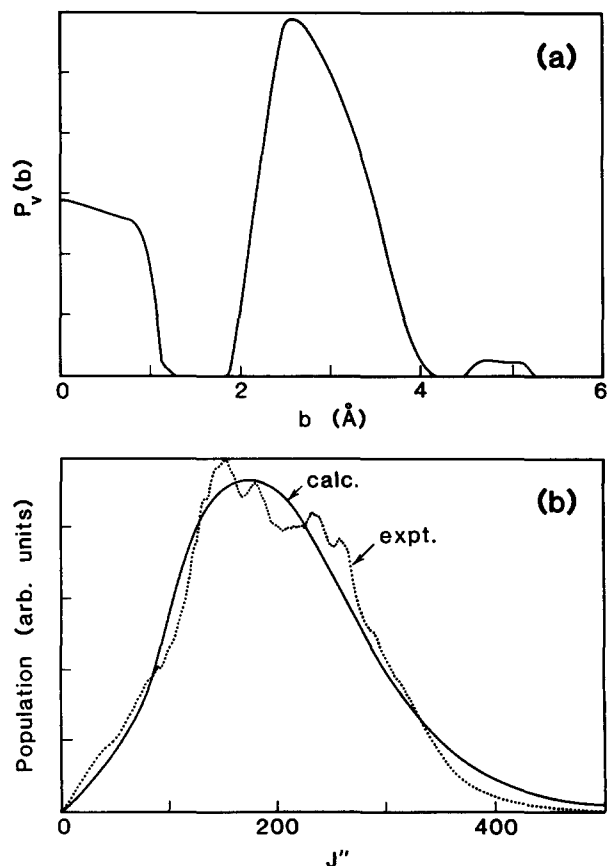 (a)
P_v(b)
0 2 4 6
b (Å)
(b)
calc.
expt.
Population (arb. units)
0 200 400
J"